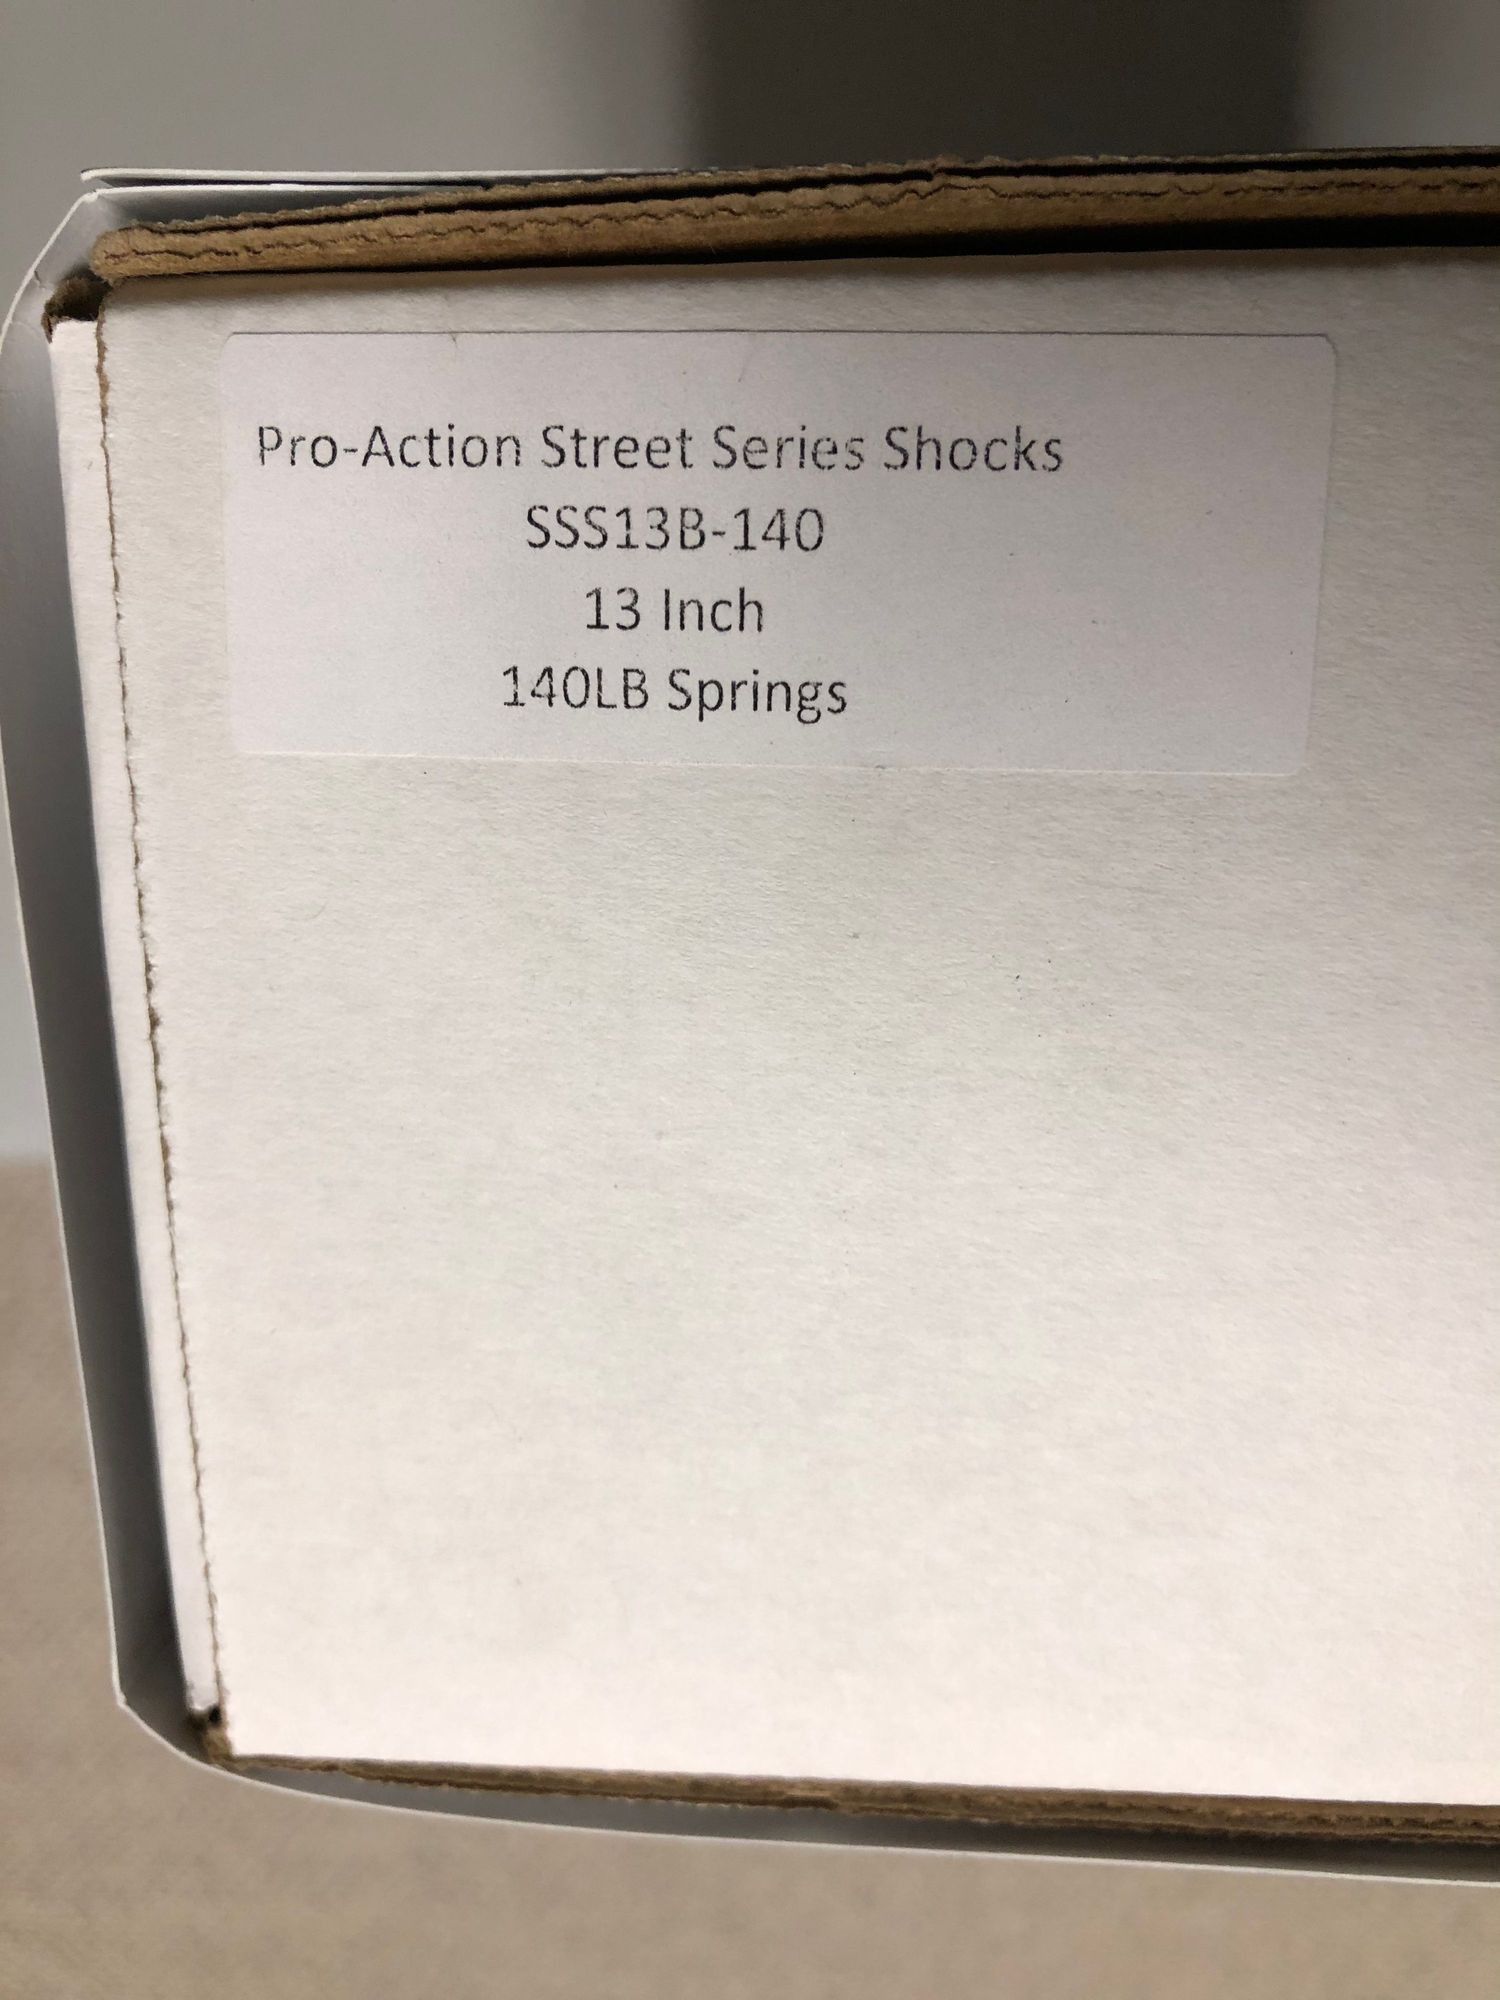 Pro-Action Street Series Shocks
SSS13B-140
13 Inch
140LB Springs